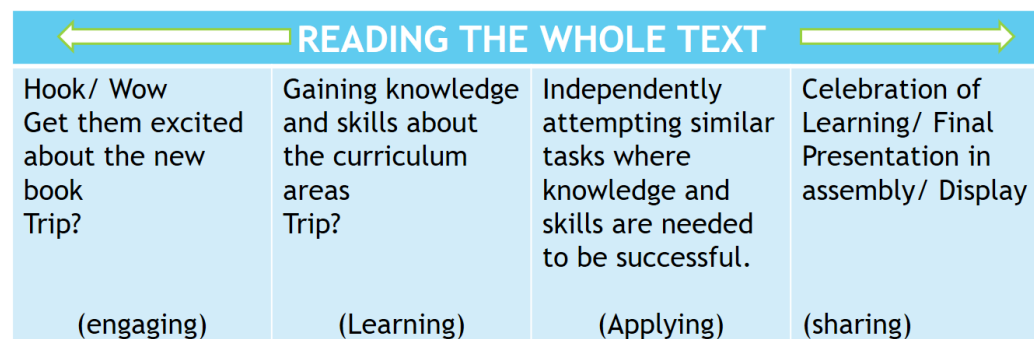 READING THE WHOLE TEXT
Hook/ Wow
Get them excited
about the new
book
Trip?
(engaging)
Gaining knowledge
and skills about
the curriculum
areas
Trip?
(Learning)
Independently
attempting similar
tasks where
knowledge and
skills are needed
to be successful.
(Applying)
Celebration of
Learning/ Final
Presentation in
assembly/ Display
(sharing)